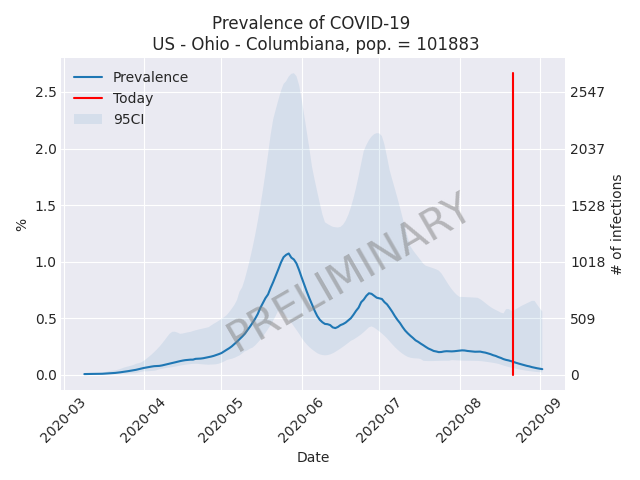 Prevalence of COVID-19
US - Ohio - Columbiana, pop. = 101883
Prevalence
Today
95CI
2.5
2.0
1.5
1.0
0.5
0.0
%
2547
2037
1528
1018
509
0
# of infections
PRELIMINARY
2020-03
2020-04
2020-05
2020-06
2020-07
2020-08
2020-09
Date